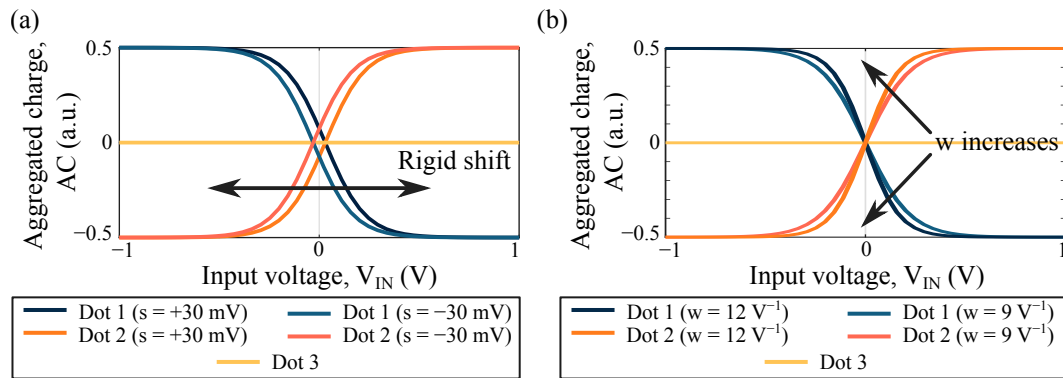 (a)
Aggregated charge,
AC (a.u.)
0.5
0
−0.5
Rigid shift
−1
0
1
Input voltage, V_IN (V)
Dot 1 (s = +30 mV)
Dot 1 (s = −30 mV)
Dot 2 (s = +30 mV)
Dot 2 (s = −30 mV)
Dot 3
(b)
Aggregated charge,
AC (a.u.)
0.5
0
−0.5
w increases
−1
0
1
Input voltage, V_IN (V)
Dot 1 (w = 12 V⁻¹)
Dot 1 (w = 9 V⁻¹)
Dot 2 (w = 12 V⁻¹)
Dot 2 (w = 9 V⁻¹)
Dot 3